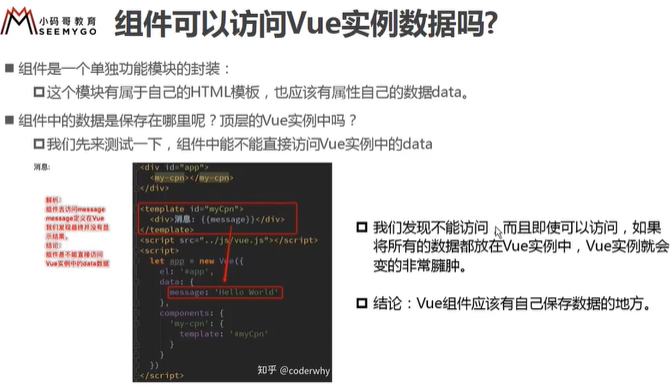 小码哥教育
SEEMYGO
组件可以访问Vue实例数据吗?
组件是一个单独功能模块的封装：
这个模块有属于自己的HTML模板，也应该有属性自己的数据data。
组件中的数据是保存在哪里呢？顶层的Vue实例中吗？
我们先来测试一下，组件中能不能直接访问Vue实例中的data
消息:
解析：
组件去访问message
message定义在Vue
我们发现最终并没有显
示结果。
结论：
组件是不能直接访问
Vue实例中的data数据
<div id="app">
<my-cpn></my-cpn>
</div>
<template id="myCpn">
<div>消息: {{message}}</div>
</template>
<script src="../js/vue.js"></script>
<script>
let app = new Vue({
el: '#app',
data: {
message: 'Hello World'
},
components: {
'my-cpn': {
template: '#myCpn'
}
}
})
</script>
我们发现不能访问，而且即使可以访问，如果
将所有的数据都放在Vue实例中，Vue实例就会
变的非常臃肿。
结论：Vue组件应该有自己保存数据的地方。
知乎 @coderwhy